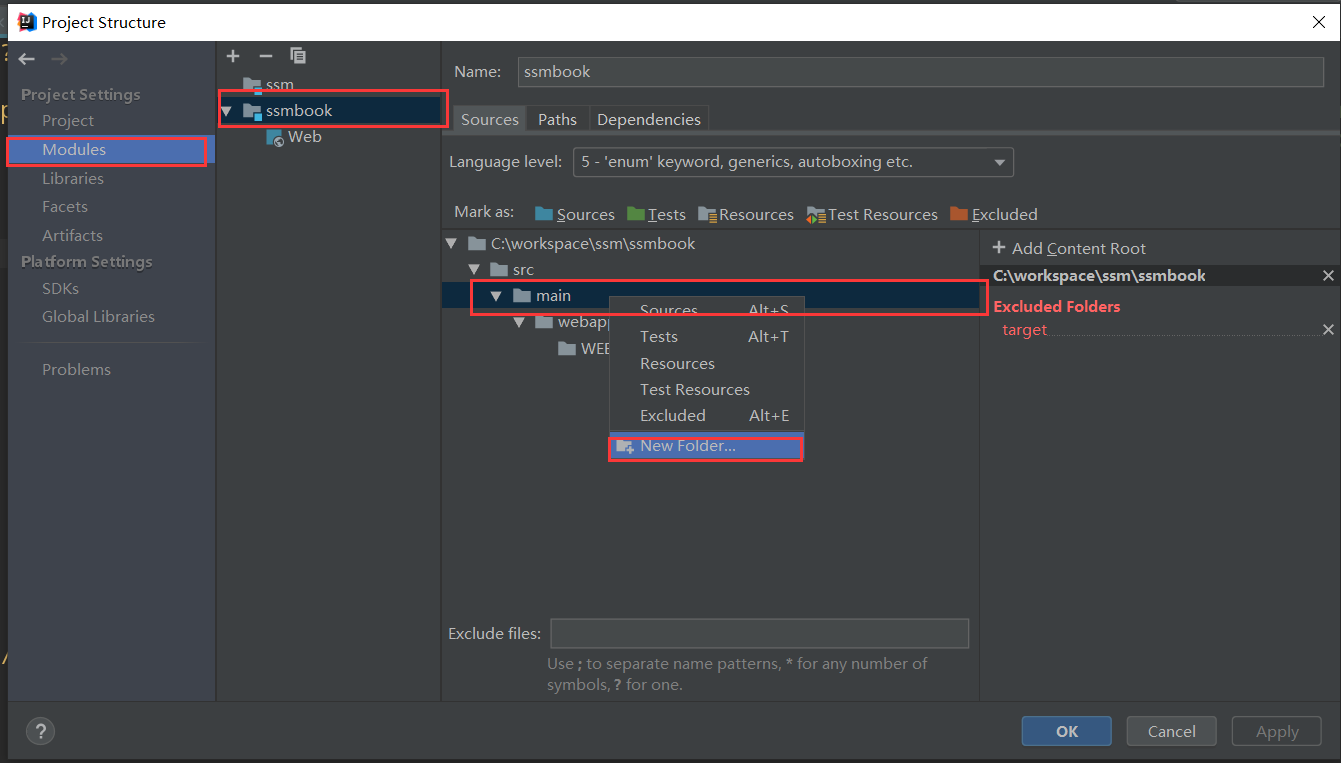 Project Structure
Project Settings
Project
Modules
Libraries
Facets
Artifacts
Platform Settings
SDKs
Global Libraries
Problems
ssm
ssmbook
Web
Name: ssmbook
Sources Paths Dependencies
Language level: 5 - 'enum' keyword, generics, autoboxing etc.
Mark as: Sources Tests Resources Test Resources Excluded
C:\workspace\ssm\ssmbook
src
main
webapp
Sources Alt+S
Tests Alt+T
Resources
Test Resources
Excluded Alt+E
New Folder...
+ Add Content Root
C:\workspace\ssm\ssmbook
Excluded Folders
target
Exclude files:
Use ; to separate name patterns, * for any number of
symbols, ? for one.
?
OK Cancel Apply